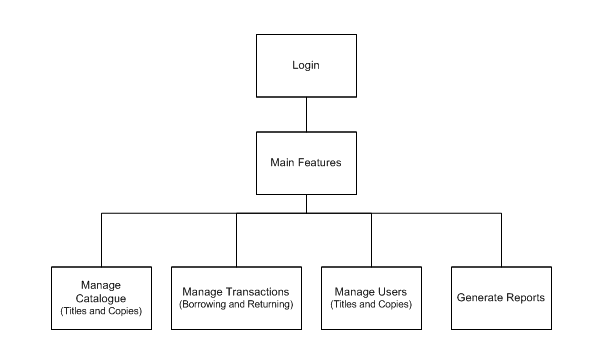 Login
Main Features
Manage
Catalogue
(Titles and Copies)
Manage Transactions
(Borrowing and Returning)
Manage Users
(Titles and Copies)
Generate Reports